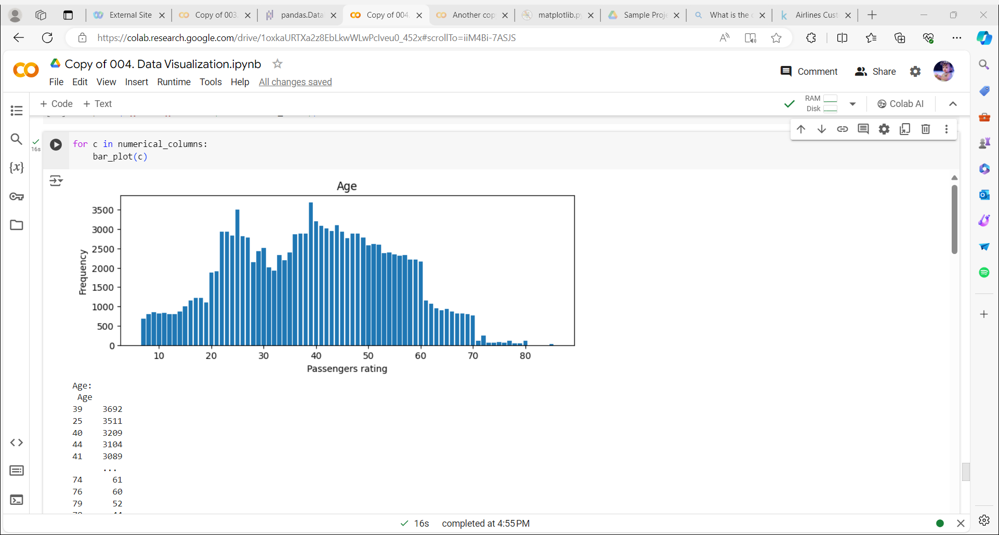 External Site
Copy of 003.
pandas.Data
Copy of 004.
Another cop
matplotlib.p
Sample Proje
What is the
Airlines Cust
https://colab.research.google.com/drive/1oxkaURTXa2z8EbLkwWLwPcIveu0_452x#scrollTo=iiM4Bi-7ASJS
Copy of 004. Data Visualization.ipynb
Comment
Share
File Edit View Insert Runtime Tools Help All changes saved
+ Code + Text
RAM
Disk
Colab AI
16s
for c in numerical_columns:
bar_plot(c)
{x}
Age
3500
3000
2500
2000
1500
1000
500
0
Frequency
10 20 30 40 50 60 70 80
Passengers rating
Age:
Age
39 3692
25 3511
40 3209
44 3104
41 3089
...
74 61
76 60
79 52
16s completed at 4:55 PM